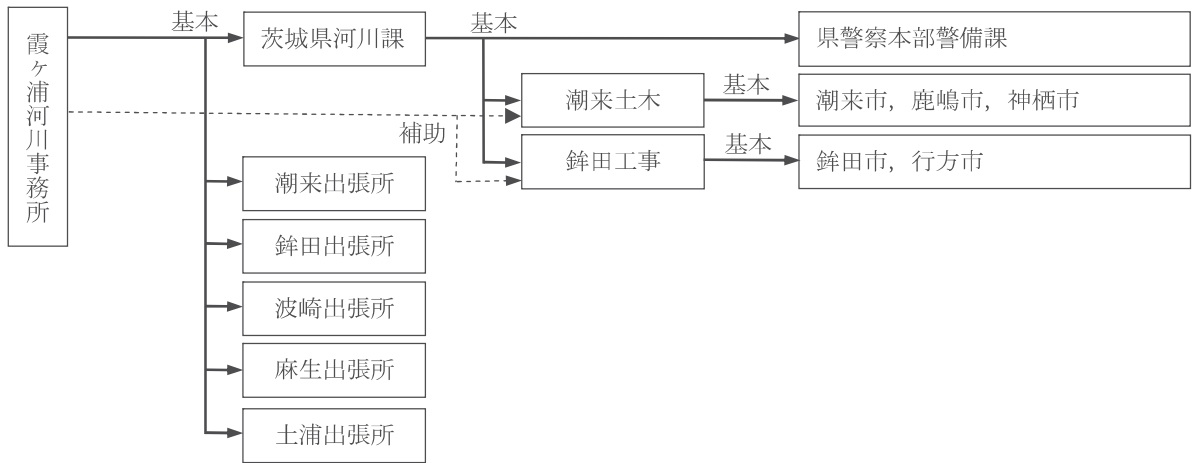 霞ヶ浦河川事務所
基本
茨城県河川課
基本
県警察本部警備課
潮来土木
基本
潮来市，鹿嶋市，神栖市
補助
鉾田工事
基本
鉾田市，行方市
潮来出張所
鉾田出張所
波崎出張所
麻生出張所
土浦出張所